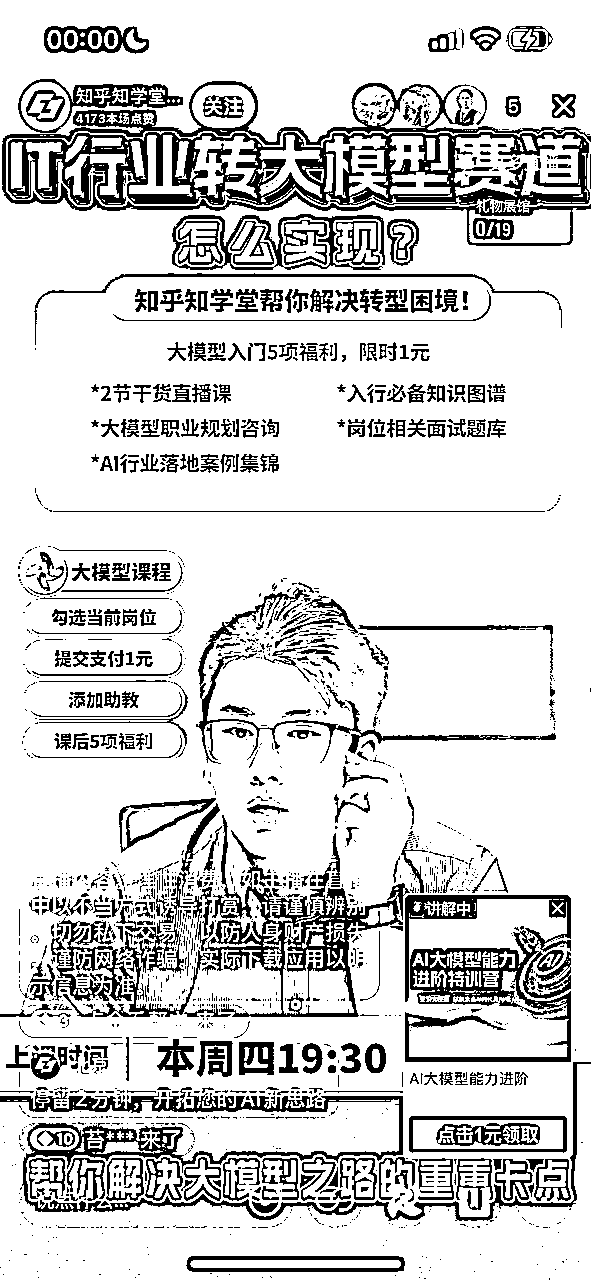 00:00
知乎知学堂...
4173本场点赞
关注
5
IT行业转大模型赛道
礼物展馆
0/19
怎么实现?
知乎知学堂帮你解决转型困境!
大模型入门5项福利，限时1元
*2节干货直播课
*入行必备知识图谱
*大模型职业规划咨询
*岗位相关面试题库
*AI行业落地案例集锦
大模型课程
勾选当前岗位
提交支付1元
添加助教
课后5项福利
中以不当方式诱导打赏，请谨慎辨别
切勿私下交易，以防人身财产损失
谨防网络诈骗，实际下载应用以
示信息为准
讲解中
AI大模型能力
进阶特训营
上课时间
本周四19:30
AI大模型能力进阶
停留2分钟，开拓您的AI新思路
点击1元领取
10
苔*** 来了
帮你解决大模型之路的重重卡点